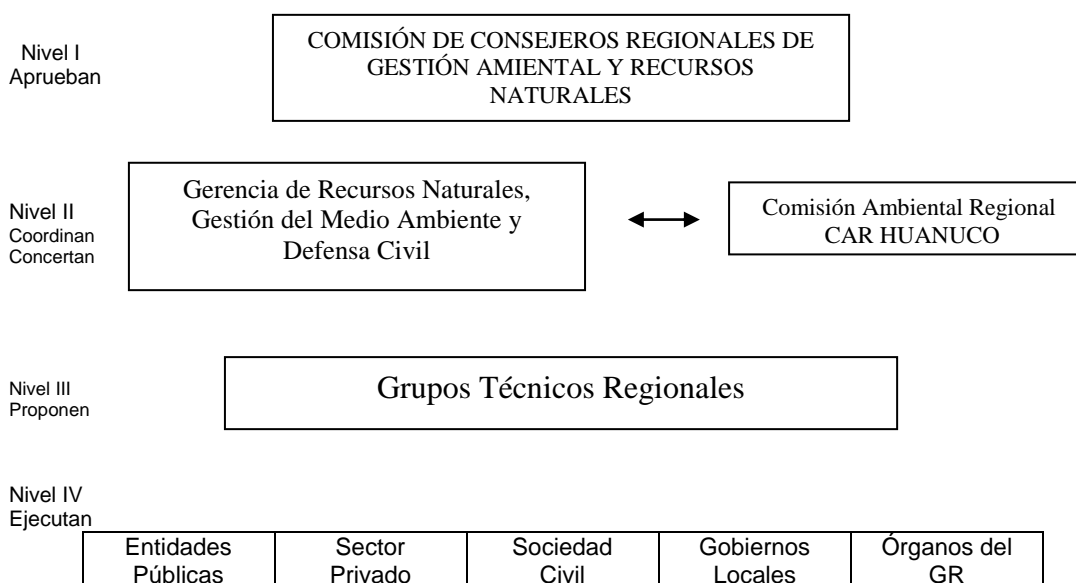 Nivel I
Aprueban
COMISIÓN DE CONSEJEROS REGIONALES DE
GESTIÓN AMIENTAL Y RECURSOS
NATURALES
Nivel II
Coordinan
Concertan
Gerencia de Recursos Naturales,
Gestión del Medio Ambiente y
Defensa Civil
Comisión Ambiental Regional
CAR HUANUCO
Nivel III
Proponen
Grupos Técnicos Regionales
Nivel IV
Ejecutan
Entidades
Públicas
Sector
Privado
Sociedad
Civil
Gobiernos
Locales
Órganos del
GR